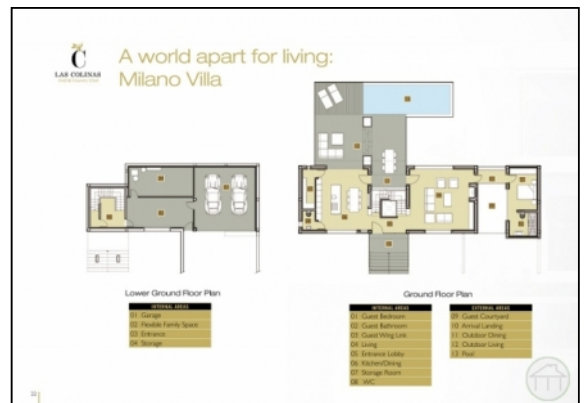 C
LAS COLINAS
Golf & Country Club
A world apart for living:
Milano Villa
Lower Ground Floor Plan
INTERNAL AREAS
01 Garage
02 Flexible Family Space
03 Entrance
04 Storage
Ground Floor Plan
INTERNAL AREAS
01 Guest Bedroom
02 Guest Bathroom
03 Guest Wing Link
04 Living
05 Entrance Lobby
06 Kitchen/Dining
07 Storage Room
08 WC
EXTERNAL AREAS
09 Guest Courtyard
10 Arrival Landing
11 Outdoor Dining
12 Outdoor Living
13 Pool